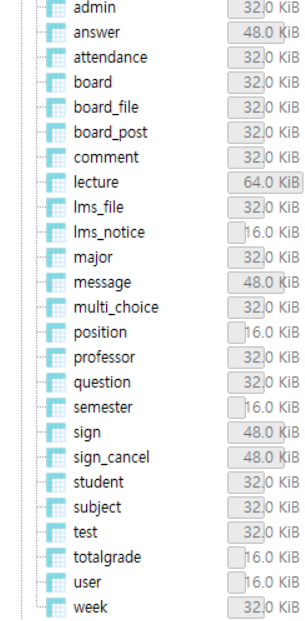 admin 32.0 KiB
answer 48.0 KiB
attendance 32.0 KiB
board 32.0 KiB
board_file 32.0 KiB
board_post 32.0 KiB
comment 32.0 KiB
lecture 64.0 KiB
lms_file 32.0 KiB
lms_notice 16.0 KiB
major 32.0 KiB
message 48.0 KiB
multi_choice 32.0 KiB
position 16.0 KiB
professor 32.0 KiB
question 32.0 KiB
semester 16.0 KiB
sign 48.0 KiB
sign_cancel 48.0 KiB
student 32.0 KiB
subject 32.0 KiB
test 32.0 KiB
totalgrade 16.0 KiB
user 16.0 KiB
week 32.0 KiB